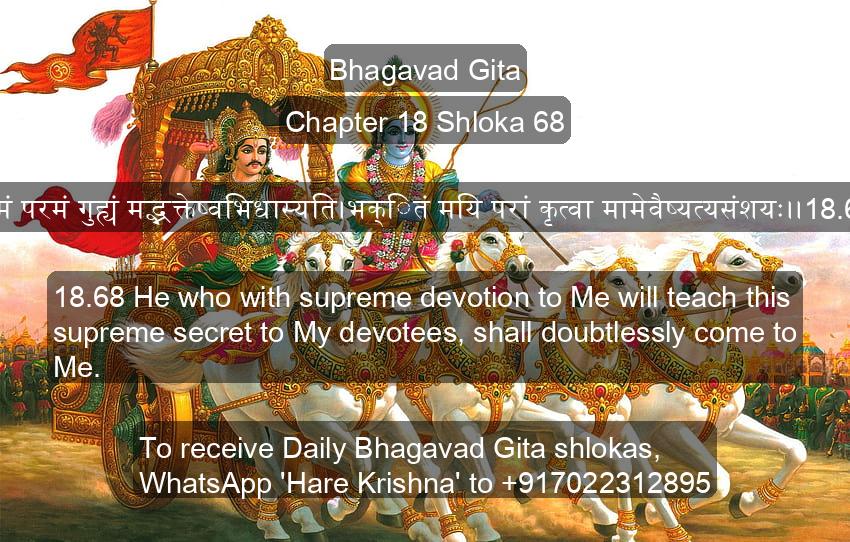 Bhagavad Gita
Chapter 18 Shloka 68
परमं गुह्यं मद्भक्तेष्वभिधास्यति।भक्ितं मयि परां कृत्वा मामेवैष्यत्यसंशयः।।18.6
18.68 He who with supreme devotion to Me will teach this
supreme secret to My devotees, shall doubtlessly come to
Me.
To receive Daily Bhagavad Gita shlokas,
WhatsApp 'Hare Krishna' to +917022312895